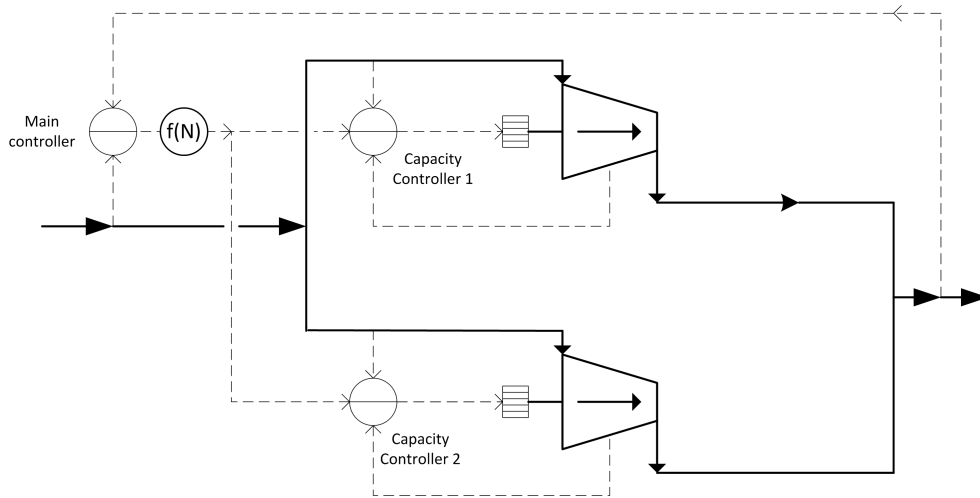 Main
controller
f(N)
Capacity
Controller 1
Capacity
Controller 2